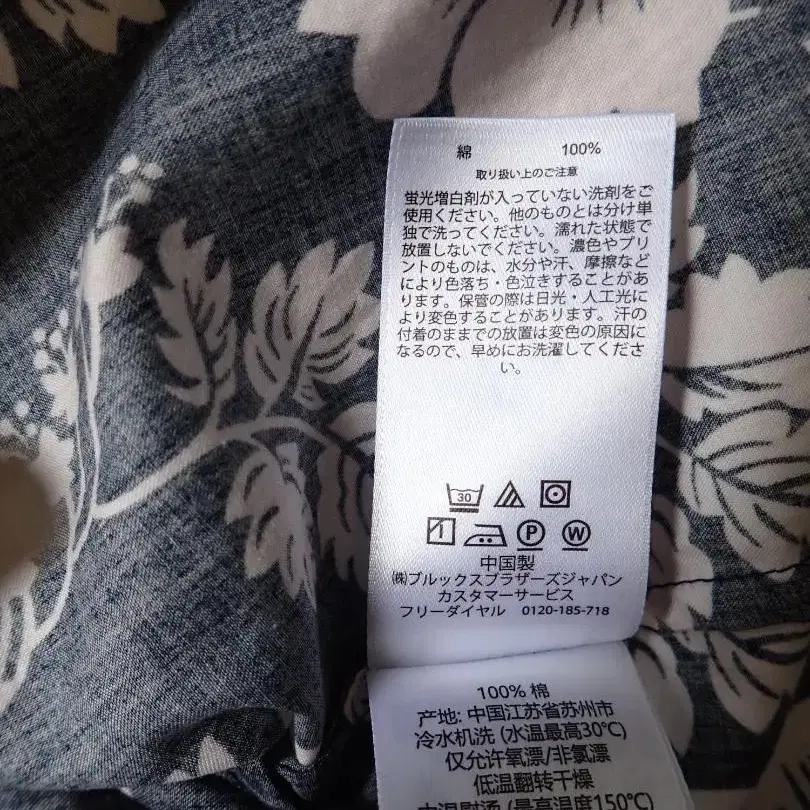 綿 100%
取り扱い上のご注意
蛍光増白剤が入っていない洗剤をご
使用ください。他のものとは分け単
独で洗ってください。濡れた状態で
放置しないでください。濃色やプリ
ントのものは、水分や汗、摩擦など
により色落ち・色泣きすることがあ
ります。保管の際は日光・人工光に
より変色することがあります。汗の
付着のままでの放置は変色の原因に
なるので、早めにお洗濯してくださ
い。
30
P W
中国製
㈱ブルックスブラザーズジャパン
カスタマーサービス
フリーダイヤル 0120-185-718
100% 棉
产地: 中国江苏省苏州市
冷水机洗 (水温最高30℃)
仅允许氧漂/非氯漂
低温翻转干燥
中温熨烫 (最高温度150℃)